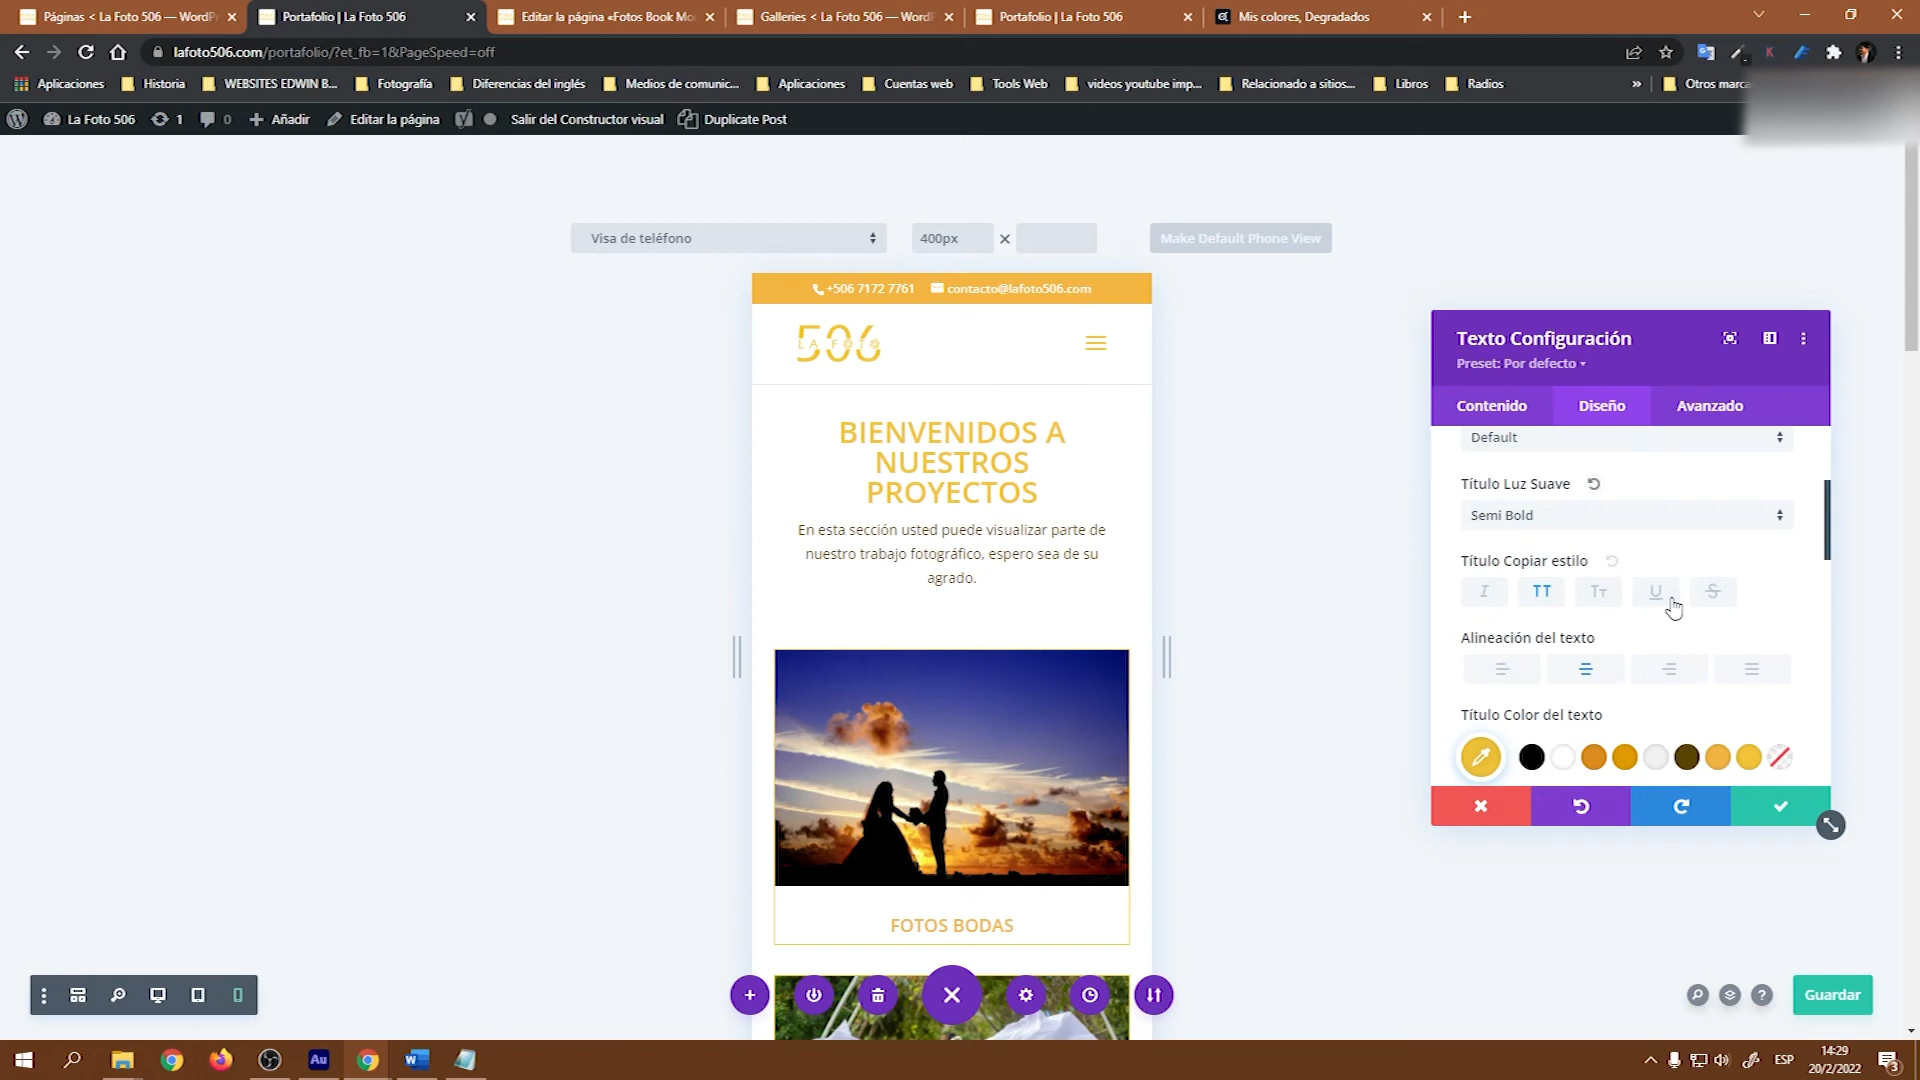 Páginas < La Foto 506 — WordP
Portafolio | La Foto 506
Editar la página «Fotos Book Mo
Galleries < La Foto 506 — WordP
Portafolio | La Foto 506
Mis colores, Degradados
lafoto506.com/portafolio/?et_fb=1&PageSpeed=off
Aplicaciones
Historia
WEBSITES EDWIN B...
Fotografía
Diferencias del inglés
Medios de comunic...
Aplicaciones
Cuentas web
Tools Web
videos youtube imp...
Relacionado a sitios...
Libros
Radios
»
Otros marca
La Foto 506
1
0
Añadir
Editar la página
Salir del Constructor visual
Duplicate Post
Visa de teléfono
400px
Make Default Phone View
+506 7172 7761
contacto@lafoto506.com
506
LA FOTO
BIENVENIDOS A
NUESTROS
PROYECTOS
En esta sección usted puede visualizar parte de
nuestro trabajo fotográfico, espero sea de su
agrado.
FOTOS BODAS
Texto Configuración
Preset: Por defecto
Contenido
Diseño
Avanzado
Default
Título Luz Suave
Semi Bold
Título Copiar estilo
I
TT
Tт
U
S
Alineación del texto
Título Color del texto
?
Guardar
Au
W
ESP
14:29
20/2/2022
3